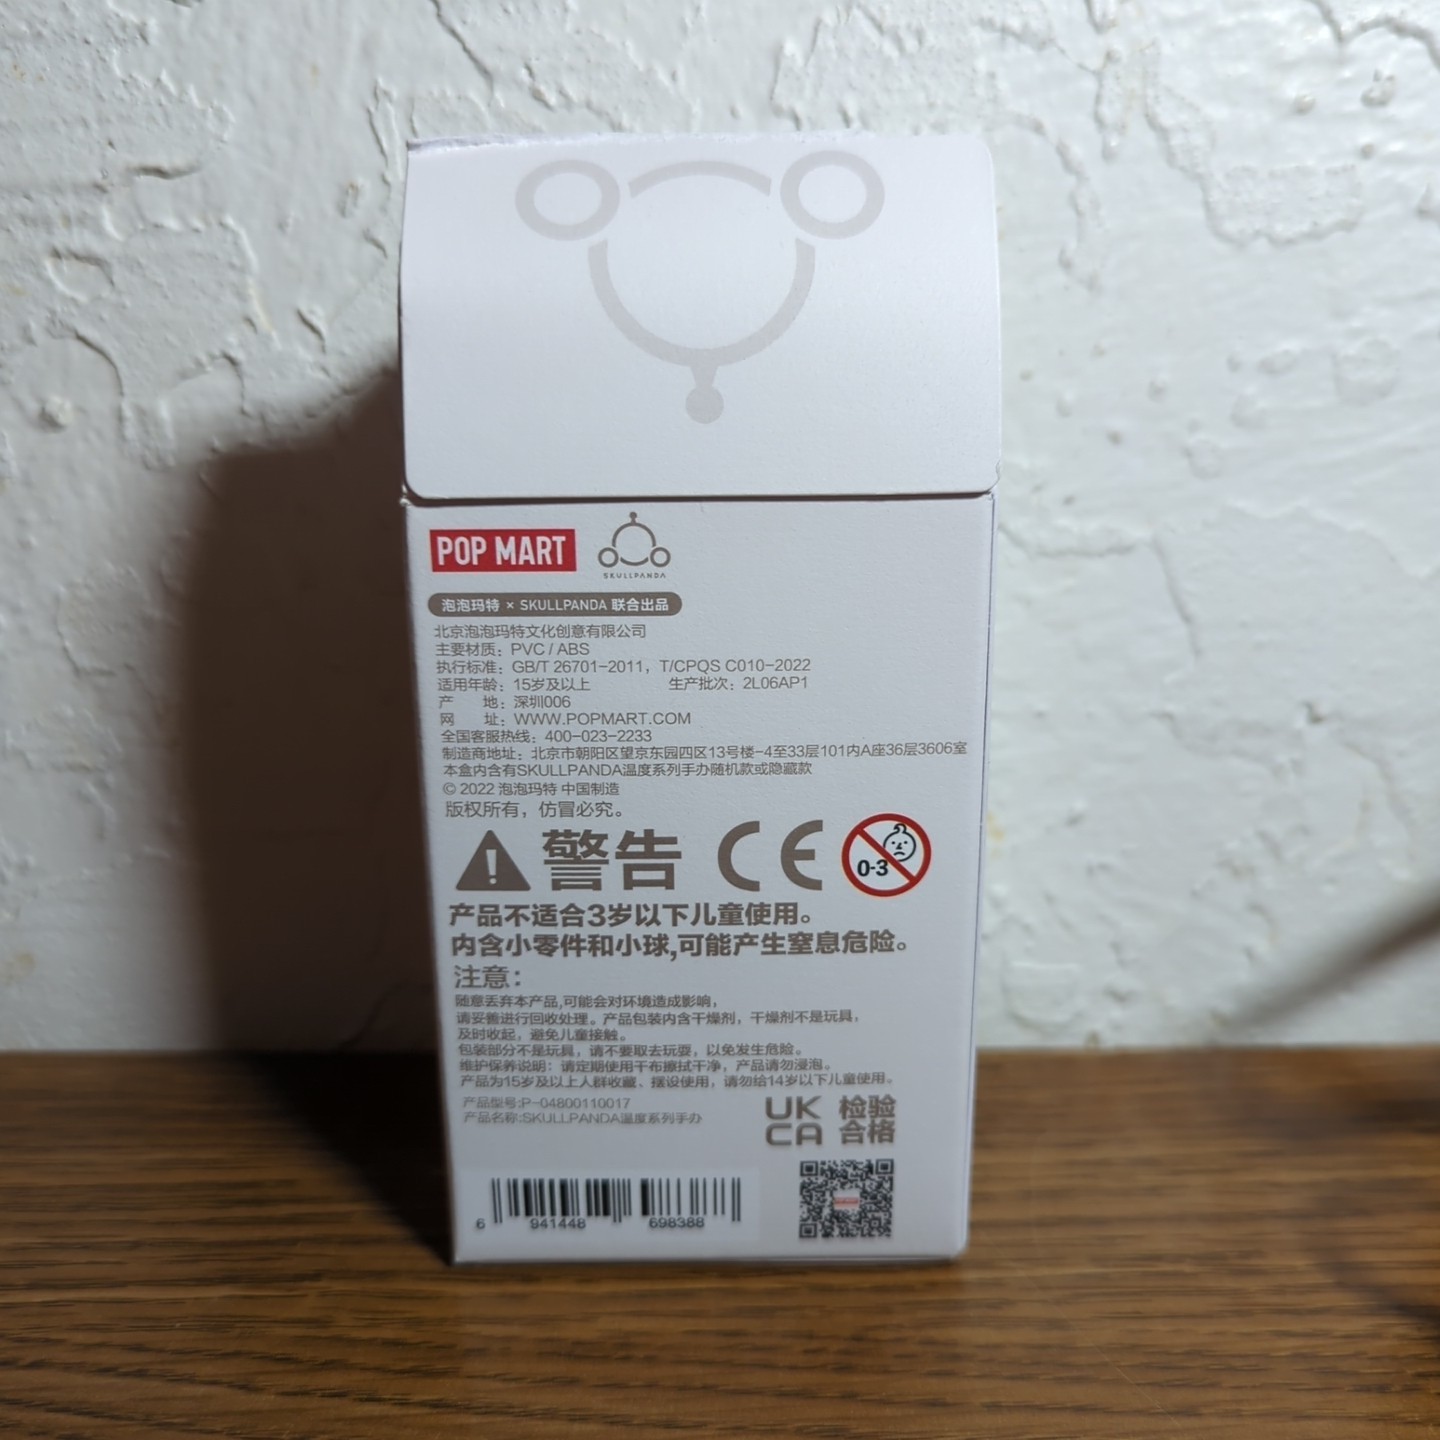 POP MART
SKULLPANDA
泡泡玛特 × SKULLPANDA 联合出品
北京泡泡玛特文化创意有限公司
主要材质：PVC / ABS
执行标准：GB/T 26701-2011，T/CPQS C010-2022
适用年龄：15岁及以上 生产批次：2L06AP1
产 地：深圳006
网 址：WWW.POPMART.COM
全国客服热线：400-023-2233
制造商地址：北京市朝阳区望京东园四区13号楼-4至33层101内A座36层3606室
本盒内含有SKULLPANDA温度系列手办随机款或隐藏款
© 2022 泡泡玛特 中国制造
版权所有，仿冒必究。
警告 CE 0-3
产品不适合3岁以下儿童使用。
内含小零件和小球,可能产生窒息危险。
注意：
随意丢弃本产品,可能会对环境造成影响，
请妥善进行回收处理。产品包装内含干燥剂，干燥剂不是玩具，
及时收起，避免儿童接触。
包装部分不是玩具，请不要取去玩耍，以免发生危险。
维护保养说明：请定期使用干布擦拭干净，产品请勿浸泡。
产品为15岁及以上人群收藏、摆设使用，请勿给14岁以下儿童使用。
产品型号:P-04800110017
产品名称:SKULLPANDA温度系列手办
UK
CA
检验
合格
6 941448 698388
POP MART